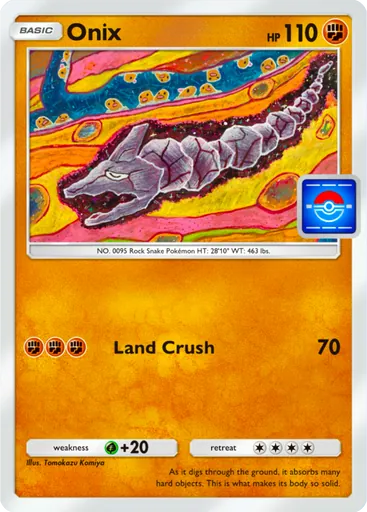 BASIC Onix HP 110
NO. 0095 Rock Snake Pokémon HT: 28'10" WT: 463 lbs.
Land Crush 70
weakness +20 retreat
Illus. Tomokazu Komiya
As it digs through the ground, it absorbs many
hard objects. This is what makes its body so solid.